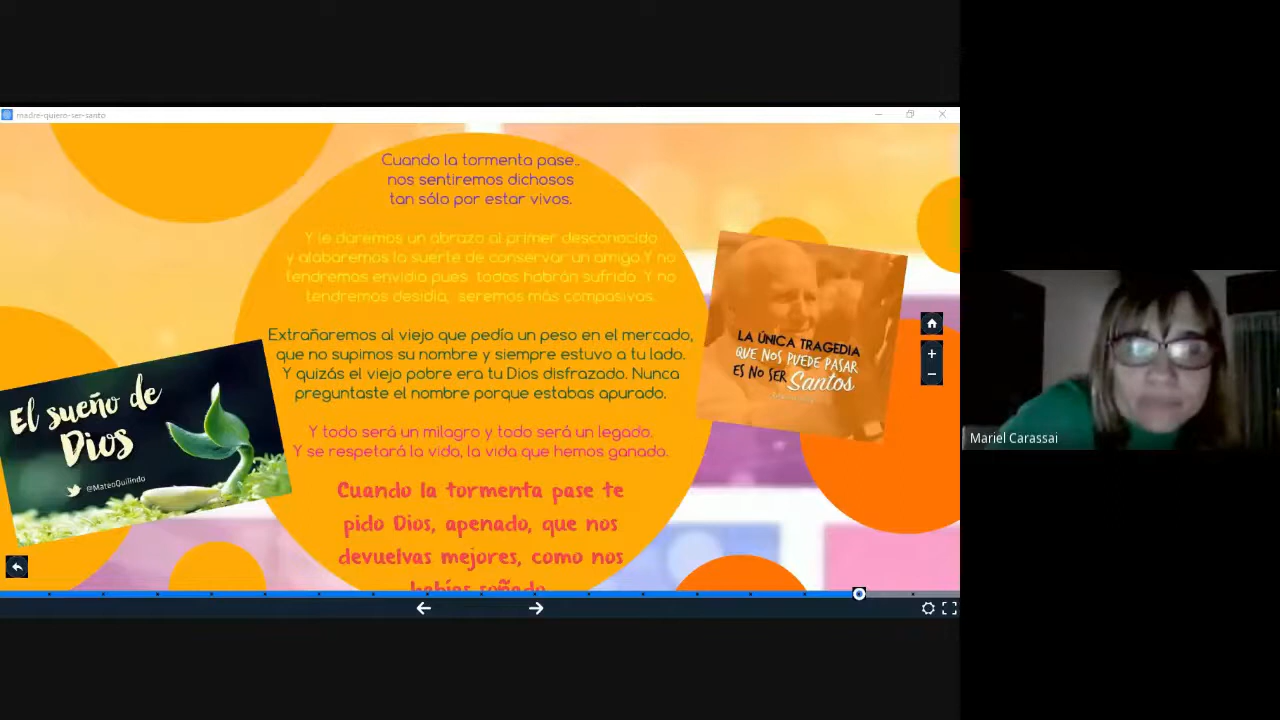 madre-quiero-ser-santo
Cuando la tormenta pase..
nos sentiremos dichosos
tan sólo por estar vivos.
Y le daremos un abrazo al primer desconocido
y alabaremos la suerte de conservar un amigo.Y no
tendremos envidia pues todos habrán sufrido. Y no
tendremos desidia, seremos más compasivos.
Extrañaremos al viejo que pedía un peso en el mercado,
que no supimos su nombre y siempre estuvo a tu lado.
Y quizás el viejo pobre era tu Dios disfrazado. Nunca
preguntaste el nombre porque estabas apurado.
Y todo será un milagro y todo será un legado.
Y se respetará la vida, la vida que hemos ganado.
Cuando la tormenta pase te
pido Dios, apenado, que nos
devuelvas mejores, como nos
habías soñado
El sueño de
Dios
@MateoQuilindo
LA ÚNICA TRAGEDIA
QUE NOS PUEDE PASAR
ES NO SER Santos
Mariel Carassai